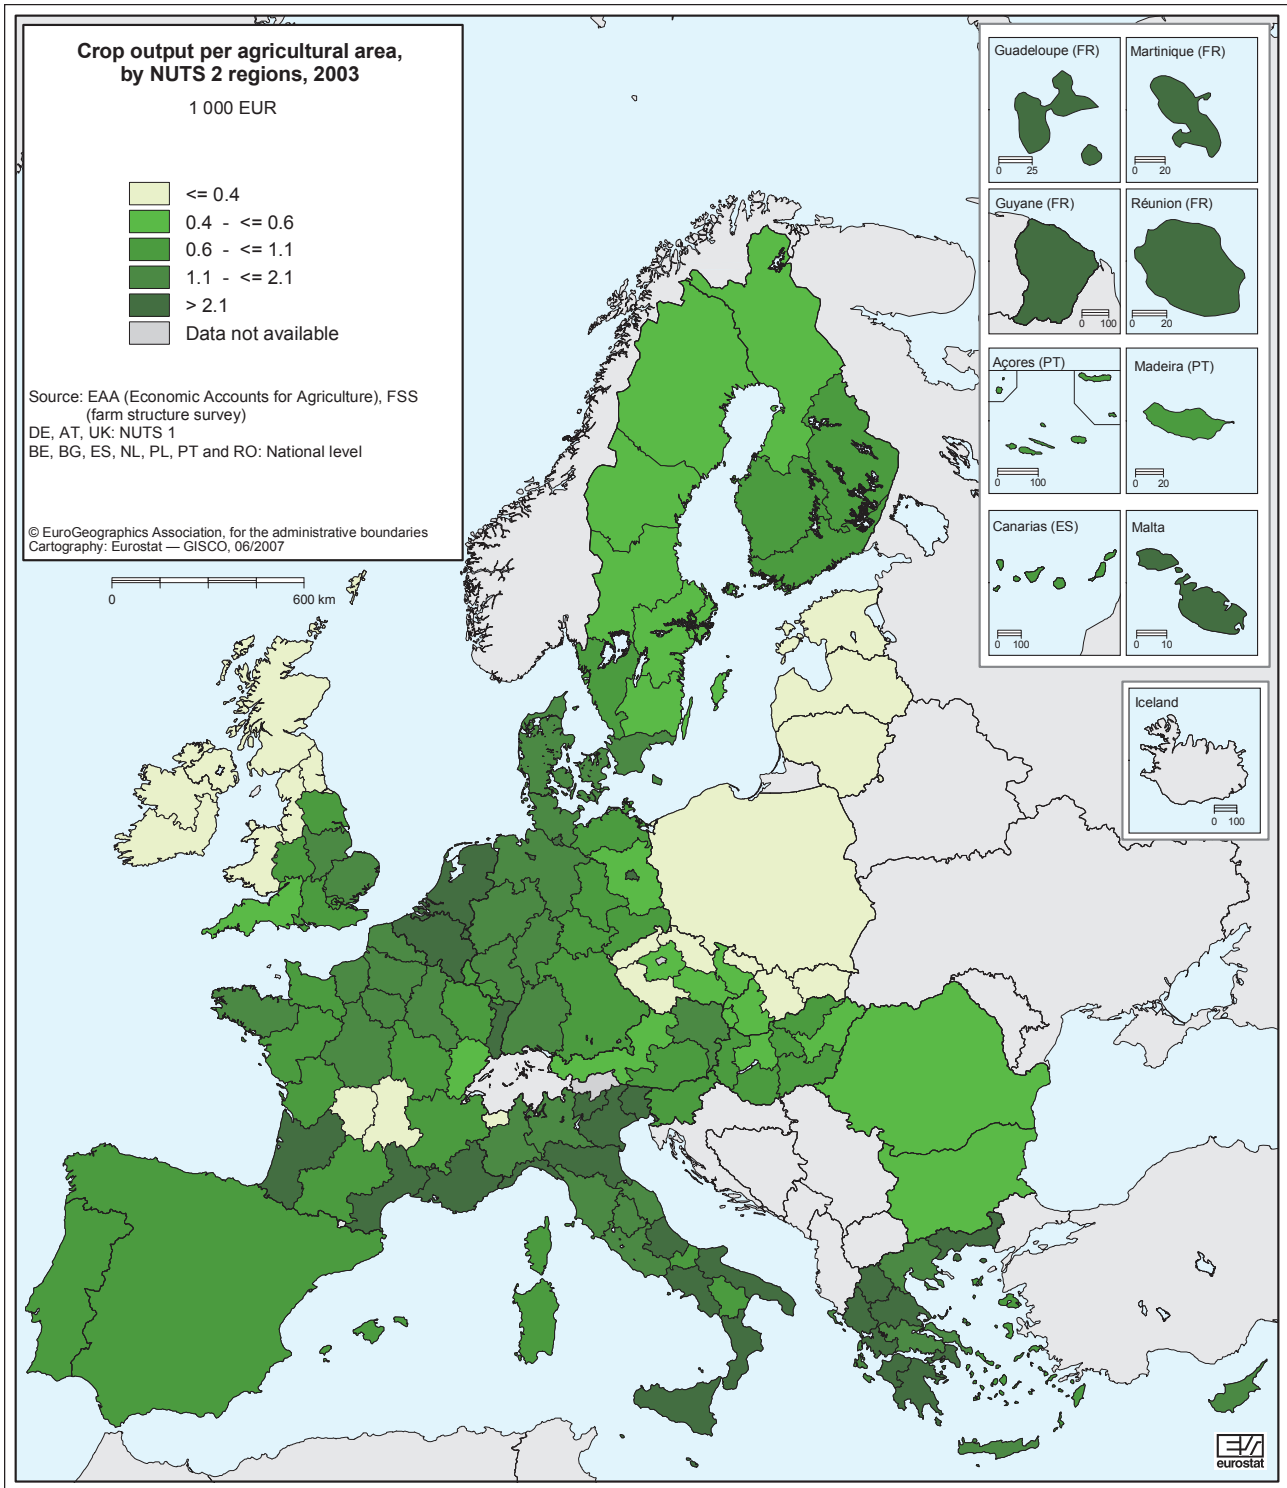 Crop output per agricultural area,
by NUTS 2 regions, 2003
1 000 EUR
<= 0.4
0.4 - <= 0.6
0.6 - <= 1.1
1.1 - <= 2.1
> 2.1
Data not available
Source: EAA (Economic Accounts for Agriculture), FSS
(farm structure survey)
DE, AT, UK: NUTS 1
BE, BG, ES, NL, PL, PT and RO: National level
© EuroGeographics Association, for the administrative boundaries
Cartography: Eurostat — GISCO, 06/2007
0 600 km
Guadeloupe (FR)
0 25
Martinique (FR)
0 20
Guyane (FR)
0 100
Réunion (FR)
0 20
Açores (PT)
0 100
Madeira (PT)
0 20
Canarias (ES)
0 100
Malta
0 10
Iceland
0 100
eurostat